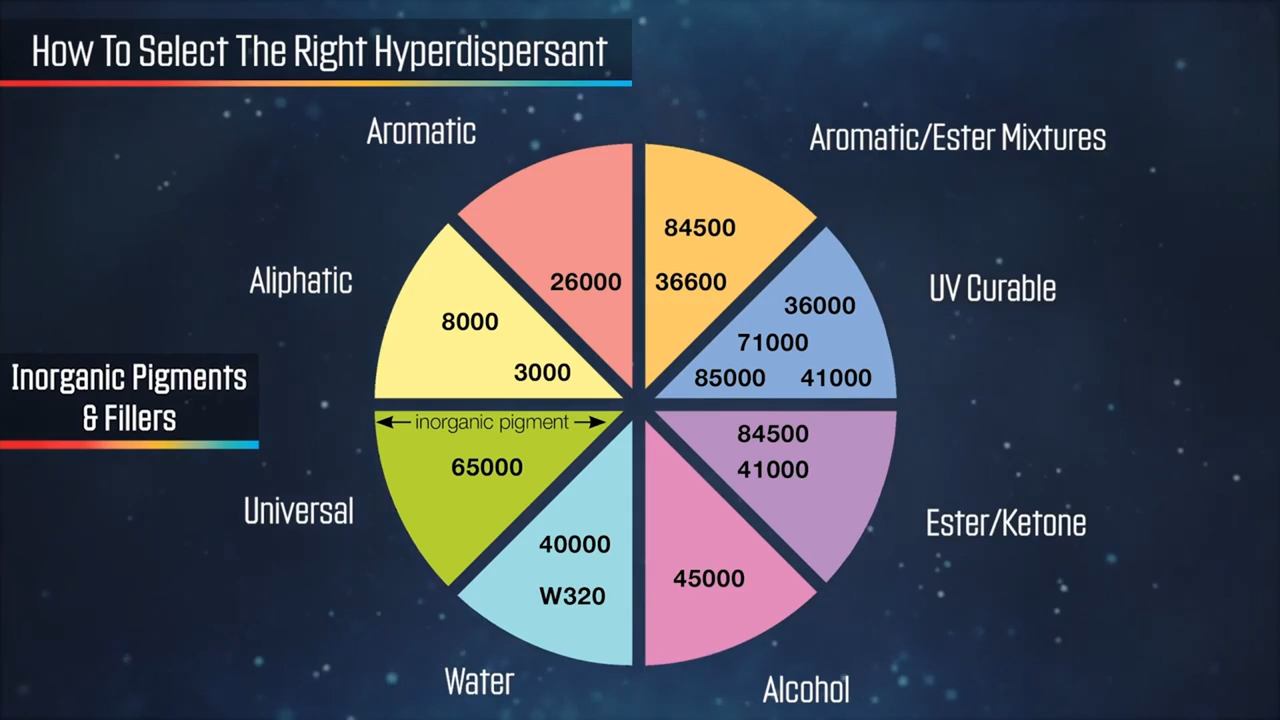 How To Select The Right Hyperdispersant
Aromatic
Aromatic/Ester Mixtures
84500
26000
36600
Aliphatic
UV Curable
8000
3000
36000
71000
85000 41000
Inorganic Pigments
& Fillers
inorganic pigment
65000
84500
41000
Universal
Ester/Ketone
40000
W320
45000
Water
Alcohol